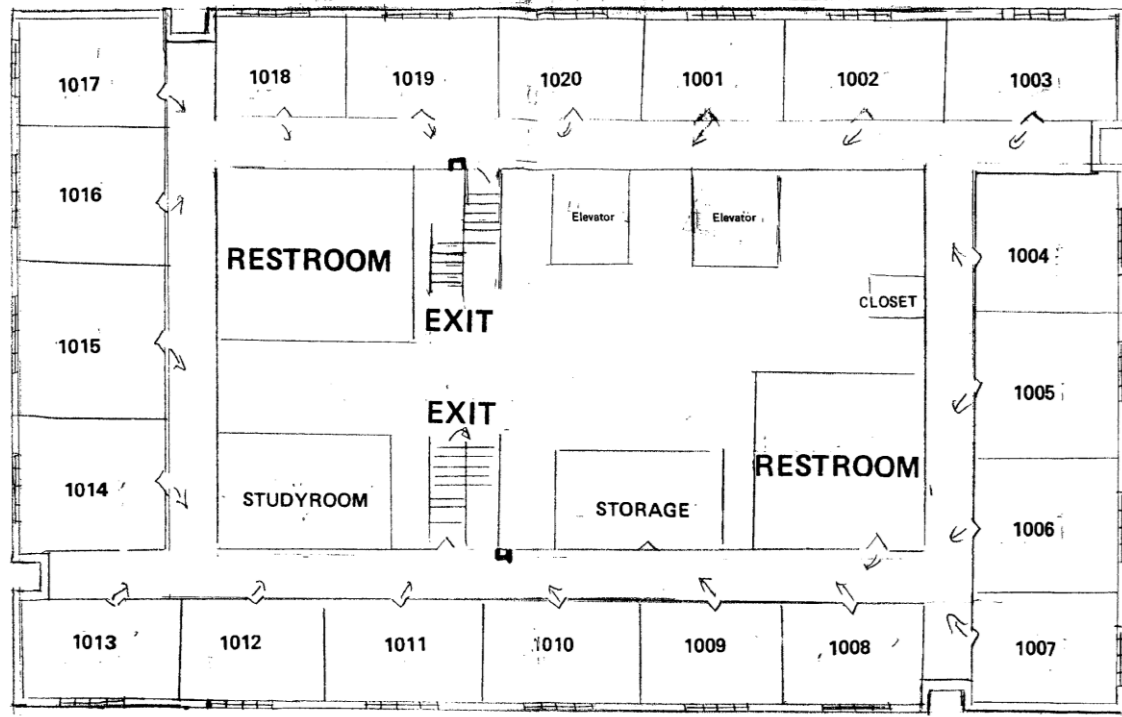 1017
1018
1019
1020
1001
1002
1003
1016
RESTROOM
Elevator
Elevator
1004
CLOSET
EXIT
1015
1005
EXIT
1014
STUDYROOM
STORAGE
RESTROOM
1006
1013
1012
1011
1010
1009
1008
1007